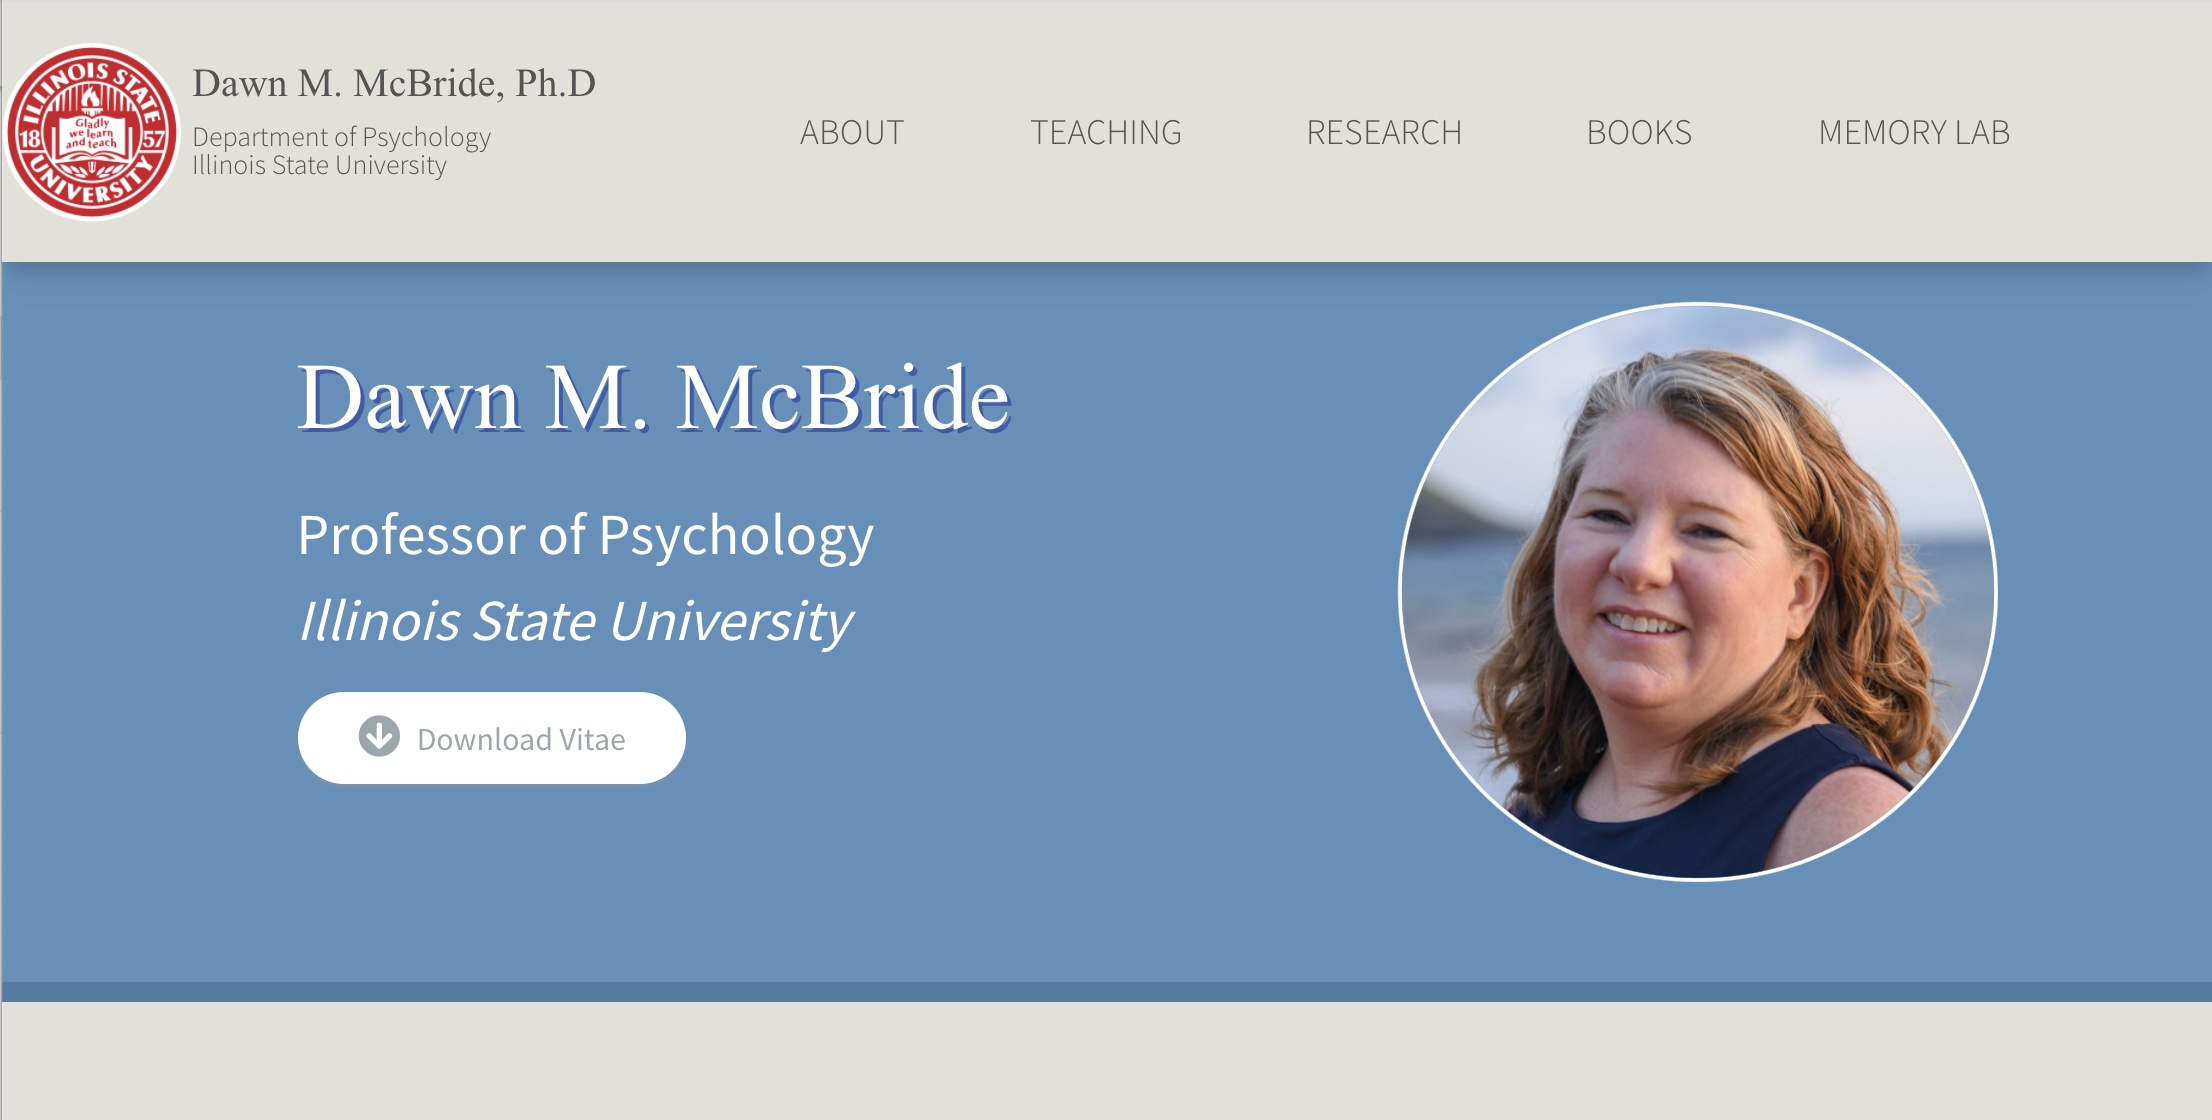 ILLINOIS STATE
UNIVERSITY
18 57
Gladly
we learn
and teach
Dawn M. McBride, Ph.D
Department of Psychology
Illinois State University
ABOUT TEACHING RESEARCH BOOKS MEMORY LAB
Dawn M. McBride
Professor of Psychology
Illinois State University
Download Vitae